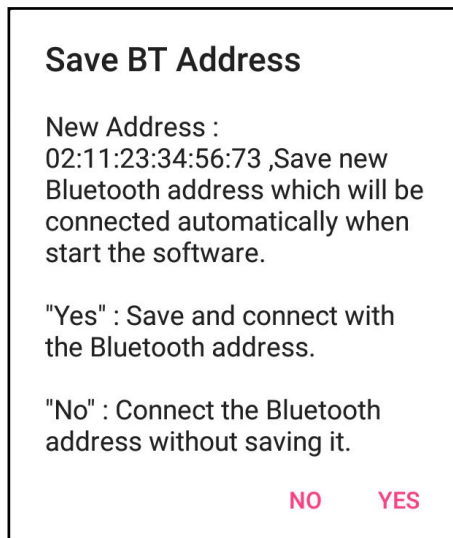 Save BT Address
New Address :
02:11:23:34:56:73 ,Save new
Bluetooth address which will be
connected automatically when
start the software.
"Yes" : Save and connect with
the Bluetooth address.
"No" : Connect the Bluetooth
address without saving it.
NO YES